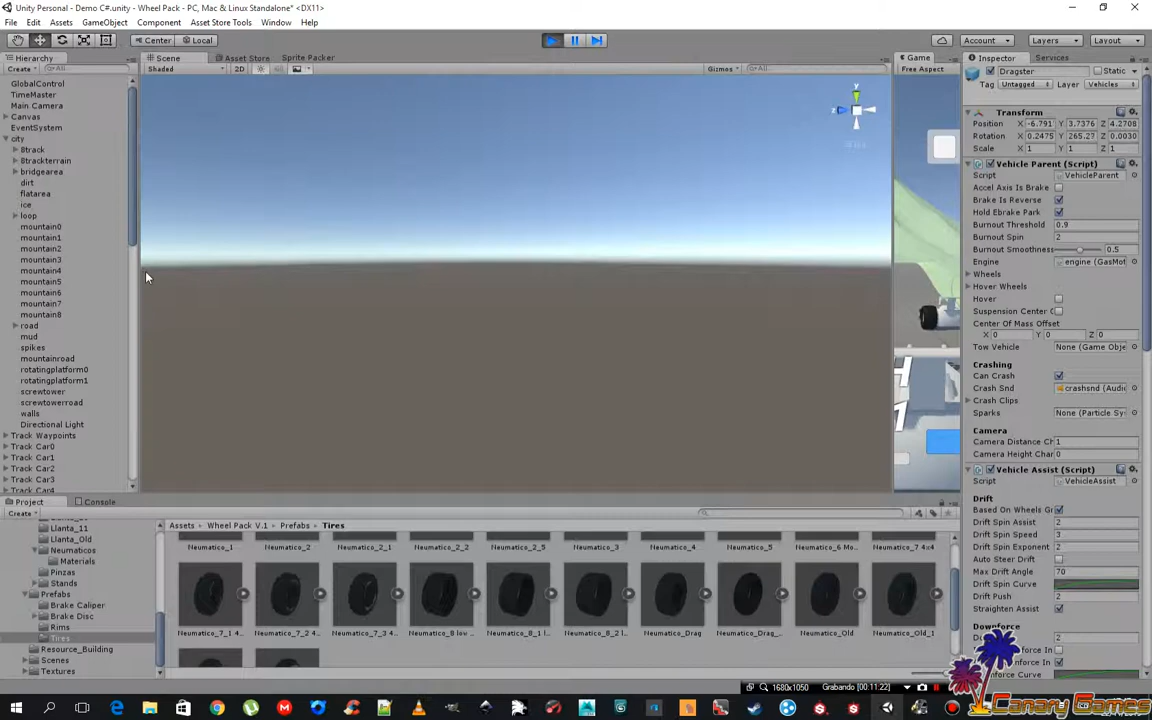 Unity Personal - Demo C#.unity - Wheel Pack - PC, Mac & Linux Standalone* <DX11>
File Edit Assets GameObject Component Asset Store Tools Window Help
Center Local Account Layers Layout
Hierarchy Scene Asset Store Sprite Packer Game Inspector Services
Create All Shaded 2D Gizmos All Free Aspect
GlobalControl
TimeMaster
Main Camera
Canvas
EventSystem
city
Btrack
Btrackterrain
bridgearea
dirt
flatarea
ice
loop
mountain0
mountain1
mountain2
mountain3
mountain4
mountain5
mountain6
mountain7
mountain8
road
mud
spikes
mountainroad
rotatingplatform0
rotatingplatform1
screwtower
screwtowerroad
walls
Directional Light
Track Waypoints
Track Car0
Track Car1
Track Car2
Track Car3
Track Car4
y
z
Dragster Static
Tag Untagged Layer Vehicles
Transform
Position X -6.791 Y 3.7376 Z 4.2708
Rotation X 0.2475 Y 265.27 Z 0.0030
Scale X 1 Y 1 Z 1
Vehicle Parent (Script)
Script VehicleParent
Accel Axis Is Brake
Brake Is Reverse
Hold Ebrake Park
Burnout Threshold 0.9
Burnout Spin 2
Burnout Smoothness 0.5
Engine engine (GasMot
Wheels
Hover Wheels
Hover
Suspension Center C
Center Of Mass Offset
X 0 Y 0 Z 0
Tow Vehicle None (Game Obje
Crashing
Can Crash
Crash Snd crashsnd (Audi
Crash Clips
Sparks None (Particle Sy
Camera
Camera Distance Ch 1
Camera Height Char 0
Vehicle Assist (Script)
Script VehicleAssist
Drift
Based On Wheels Gr
Drift Spin Assist 2
Drift Spin Speed 3
Drift Spin Exponent 2
Auto Steer Drift
Max Drift Angle 70
Drift Spin Curve
Drift Push 2
Straighten Assist
Downforce
Project Console
Create
Llanta_11
Llanta_Old
Neumaticos
Materials
Pinzas
Stands
Prefabs
Brake Caliper
Brake Disc
Rims
Tires
Resource_Building
Scenes
Textures
Assets Wheel Pack V.1 Prefabs Tires
Neumatico_1 Neumatico_2 Neumatico_2_1 Neumatico_2_2 Neumatico_2_5 Neumatico_3 Neumatico_4 Neumatico_5 Neumatico_6 Mo... Neumatico_7 4x4
Neumatico_7_1 4... Neumatico_7_2 4... Neumatico_7_3 4... Neumatico_8 low ... Neumatico_8_1 l... Neumatico_8_2 l... Neumatico_Drag Neumatico_Drag_... Neumatico_Old Neumatico_Old_1
1680x1050 Grabando [00:11:22]
Canary Games